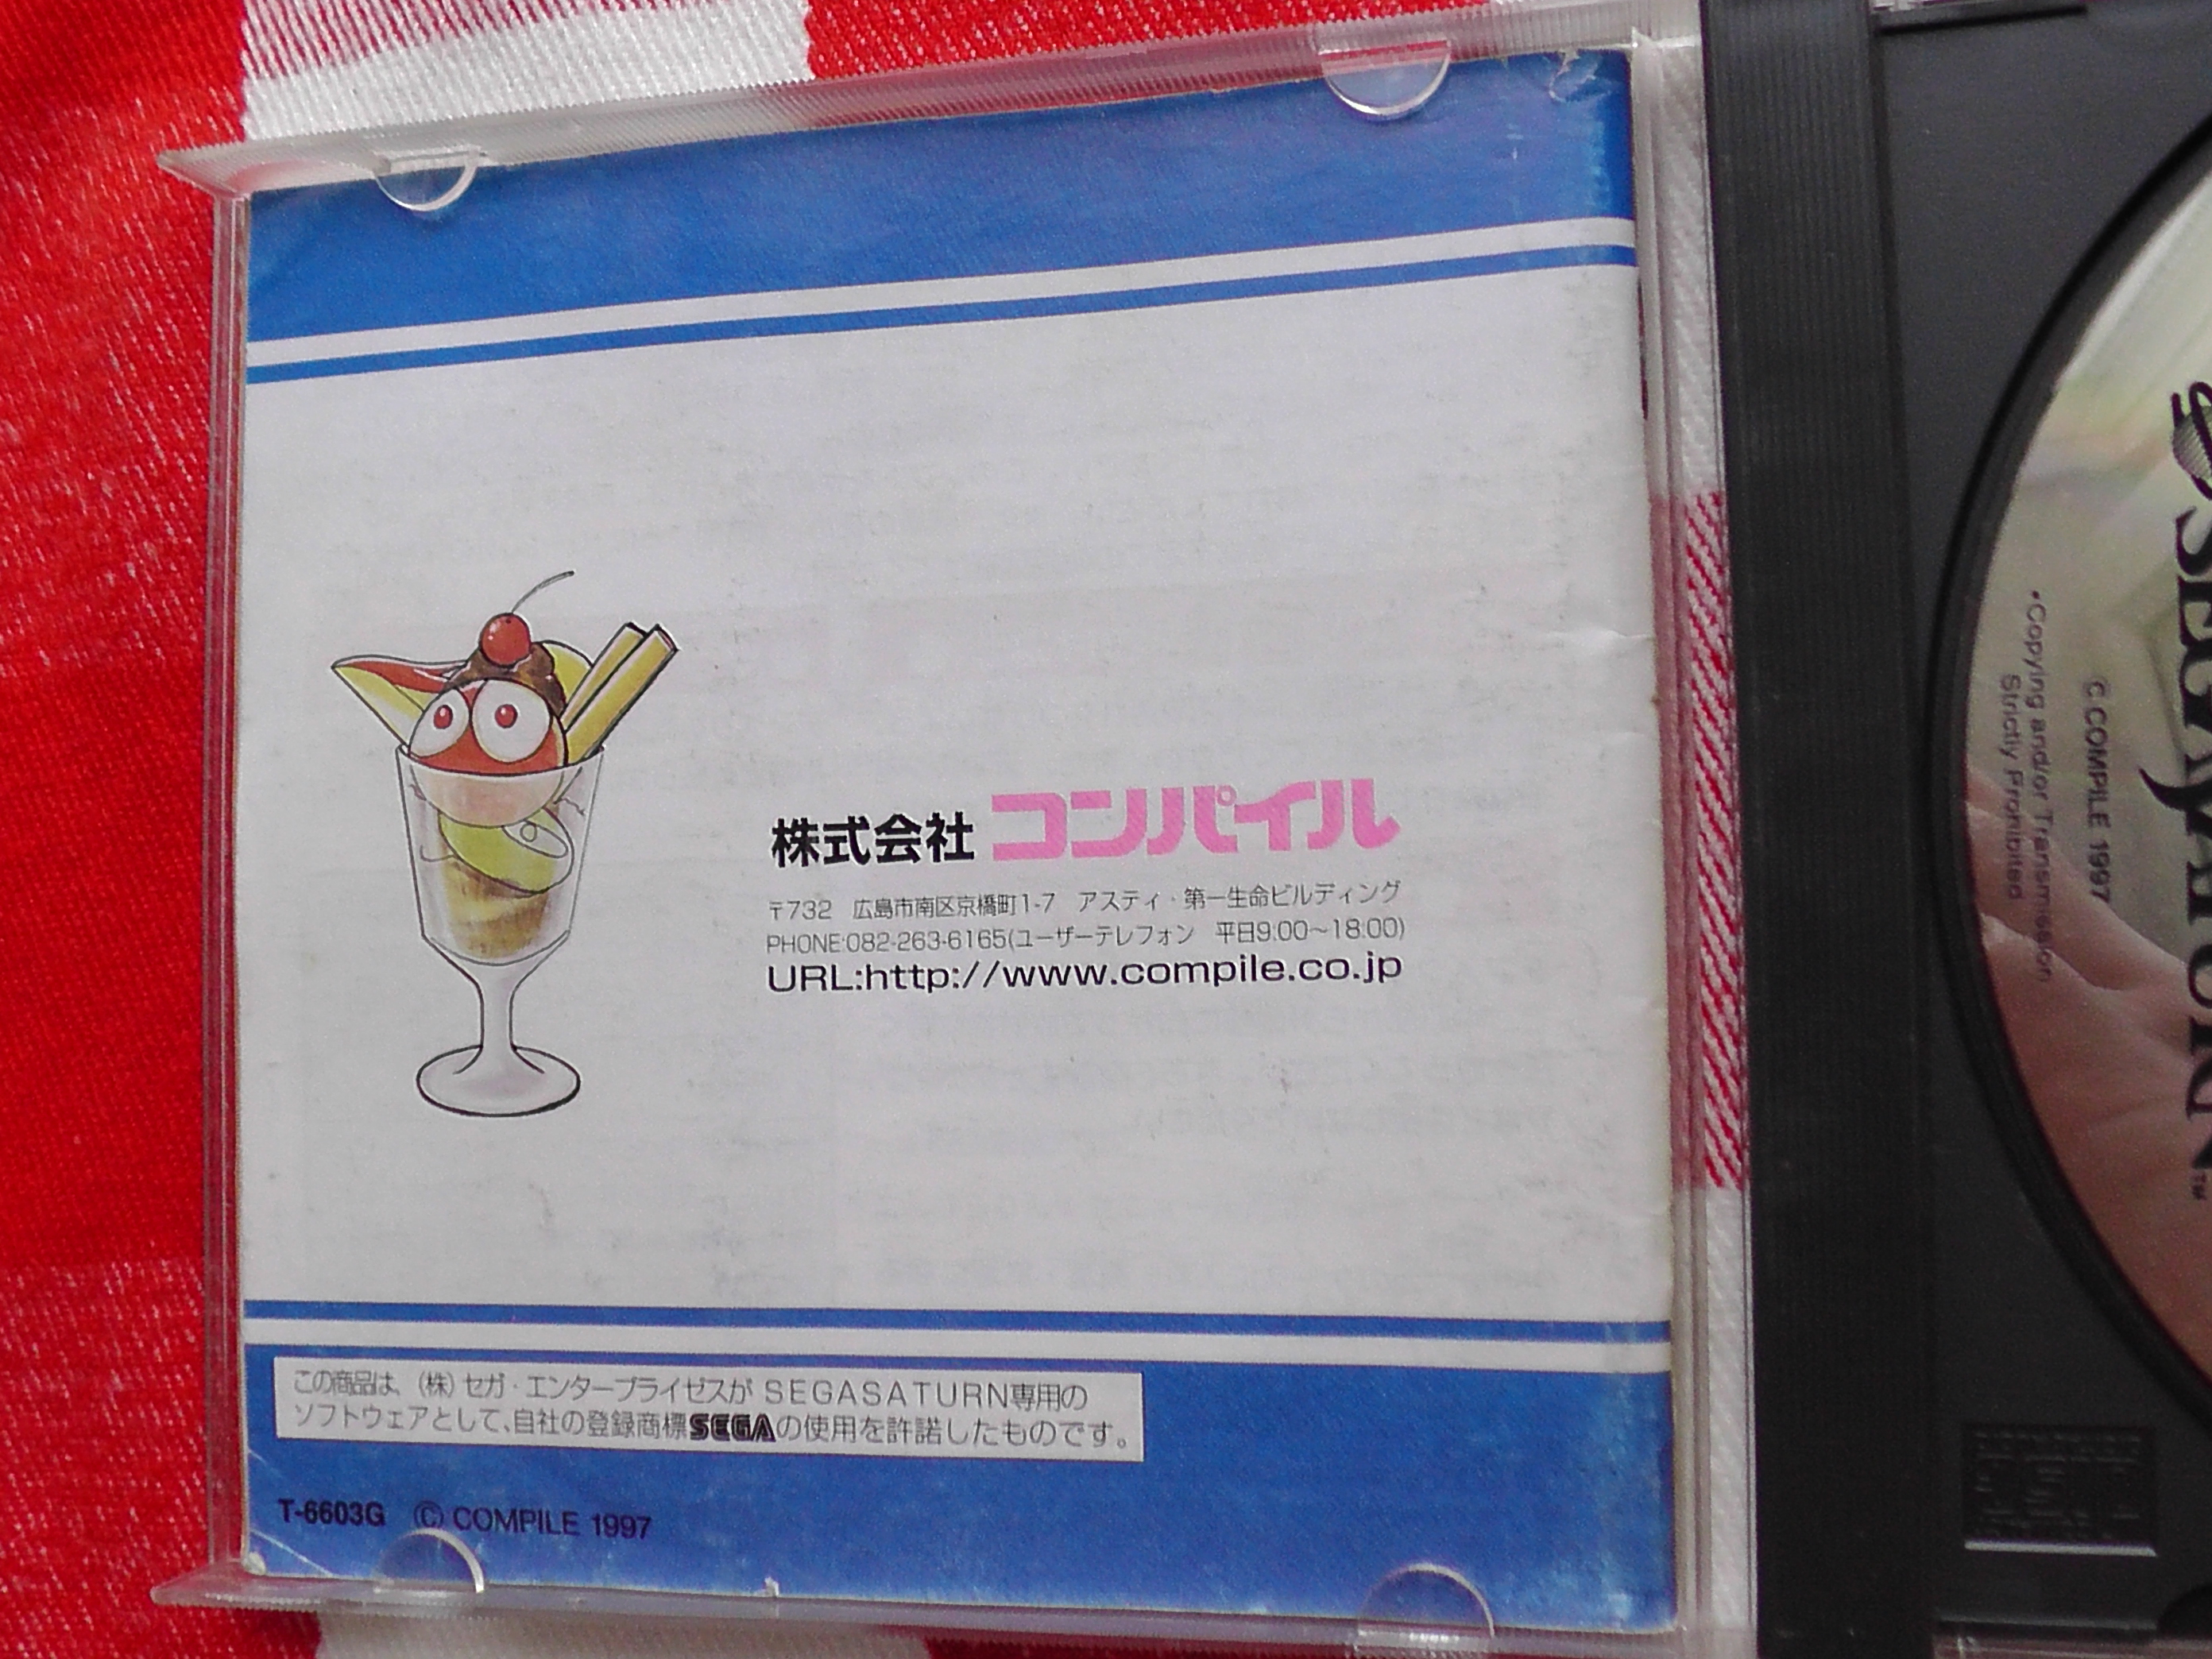 株式会社 コンパイル
〒732 広島市南区京橋町1-7 アスティ・第一生命ビルディング
PHONE:082-263-6165(ユーザーテレフォン 平日9:00〜18:00)
URL:http://www.compile.co.jp
この商品は、(株)セガ・エンタープライゼスが SEGASATURN専用の
ソフトウェアとして、自社の登録商標SEGAの使用を許諾したものです。
T-6603G © COMPILE 1997
SEGA SATURN™
© COMPILE 1997
•Copying and/or Transmission
Strictly Prohibited